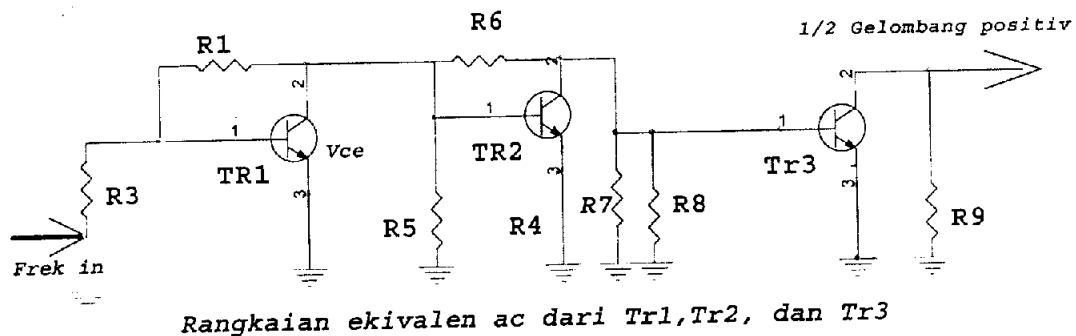 1/2 Gelombang positiv
R1
R6
2
2
2
1
1
1
TR1
Vce
TR2
Tr3
R3
3
R5
R4
3
R7
R8
3
R9
Frek in
Rangkaian ekivalen ac dari Tr1,Tr2, dan Tr3